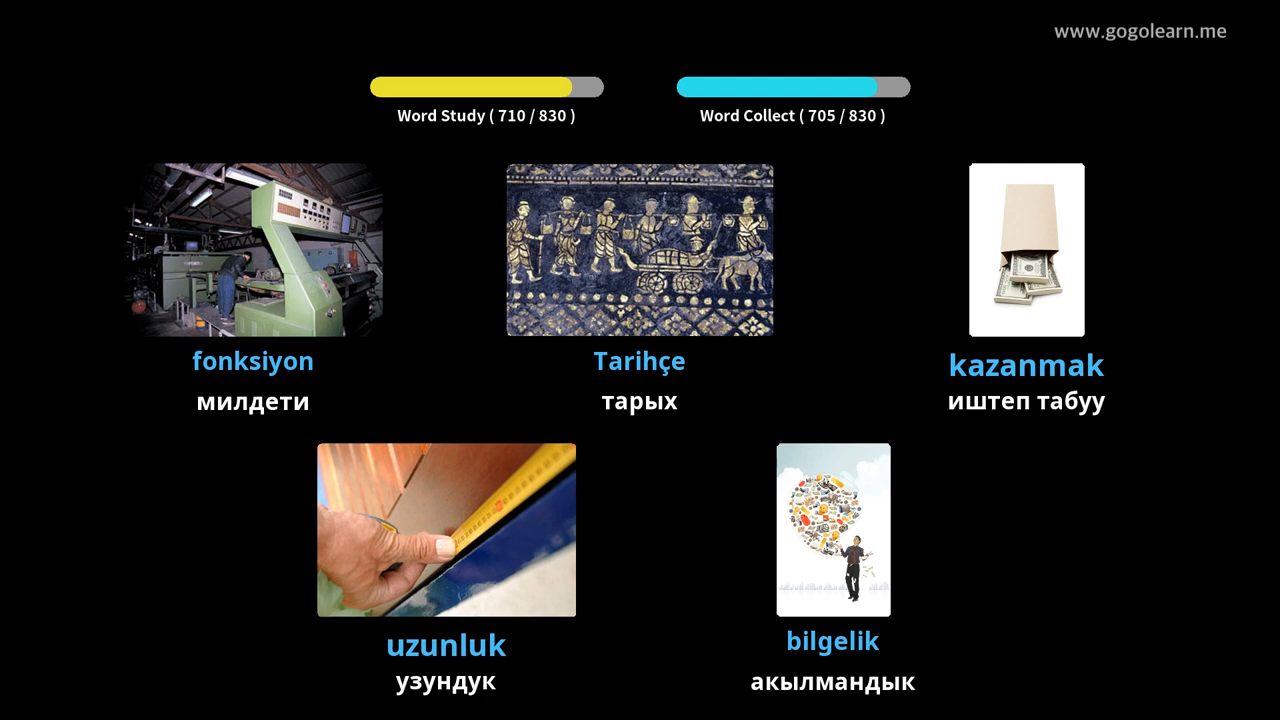 www.gogolearn.me
Word Study ( 710 / 830 )
Word Collect ( 705 / 830 )
fonksiyon
милдети
Tarihçe
тарых
kazanmak
иштеп табуу
uzunluk
узундук
bilgelik
акылмандык